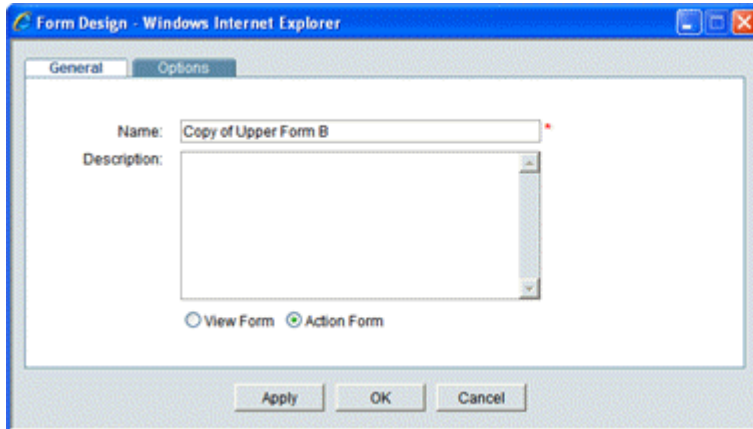 Form Design - Windows Internet Explorer
General Options
Name: Copy of Upper Form B *
Description:
View Form Action Form
Apply OK Cancel